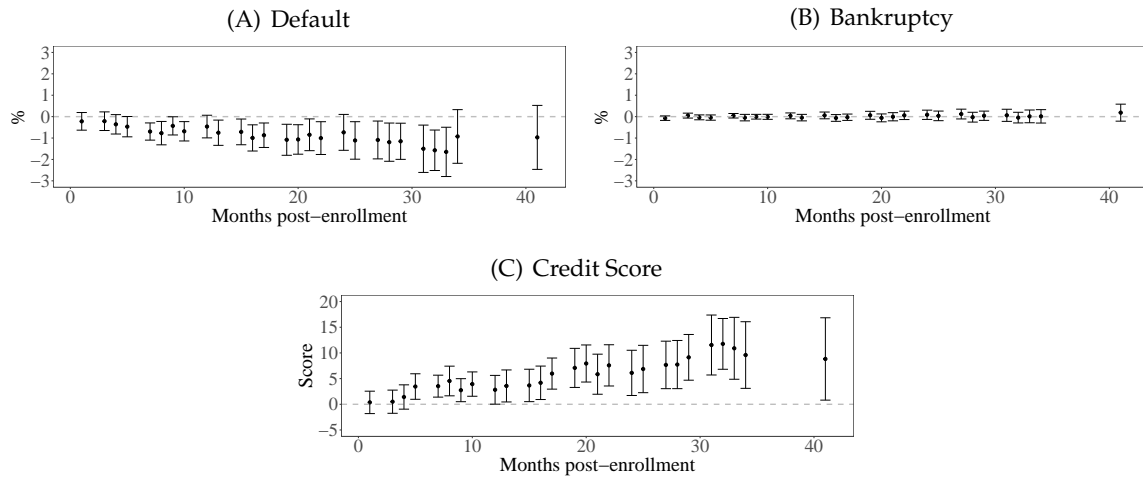 (A) Default
3
2
1
0
−1
−2
−3
%
0 10 20 30 40
Months post−enrollment
(B) Bankruptcy
3
2
1
0
−1
−2
−3
%
0 10 20 30 40
Months post−enrollment
(C) Credit Score
20
15
10
5
0
−5
Score
0 10 20 30 40
Months post−enrollment